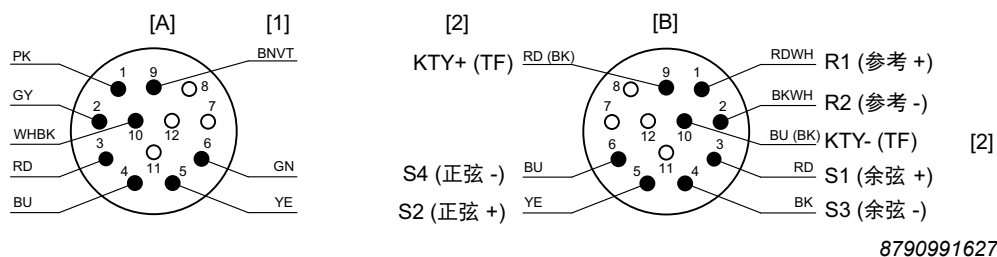 [A] [1] [2] [B]
PK BNVT KTY+ (TF) RD (BK) RDWH R1 (参考 +)
1 9 8 9 1 8
GY BKWH R2 (参考 -)
2 7 7 2
WHBK 10 12 12 10 BU (BK) KTY- (TF) [2]
3 6 6 3
RD 11 GN S4 (正弦 -) BU 11 RD S1 (余弦 +)
4 5 5 4
BU YE S2 (正弦 +) YE BK S3 (余弦 -)
8790991627